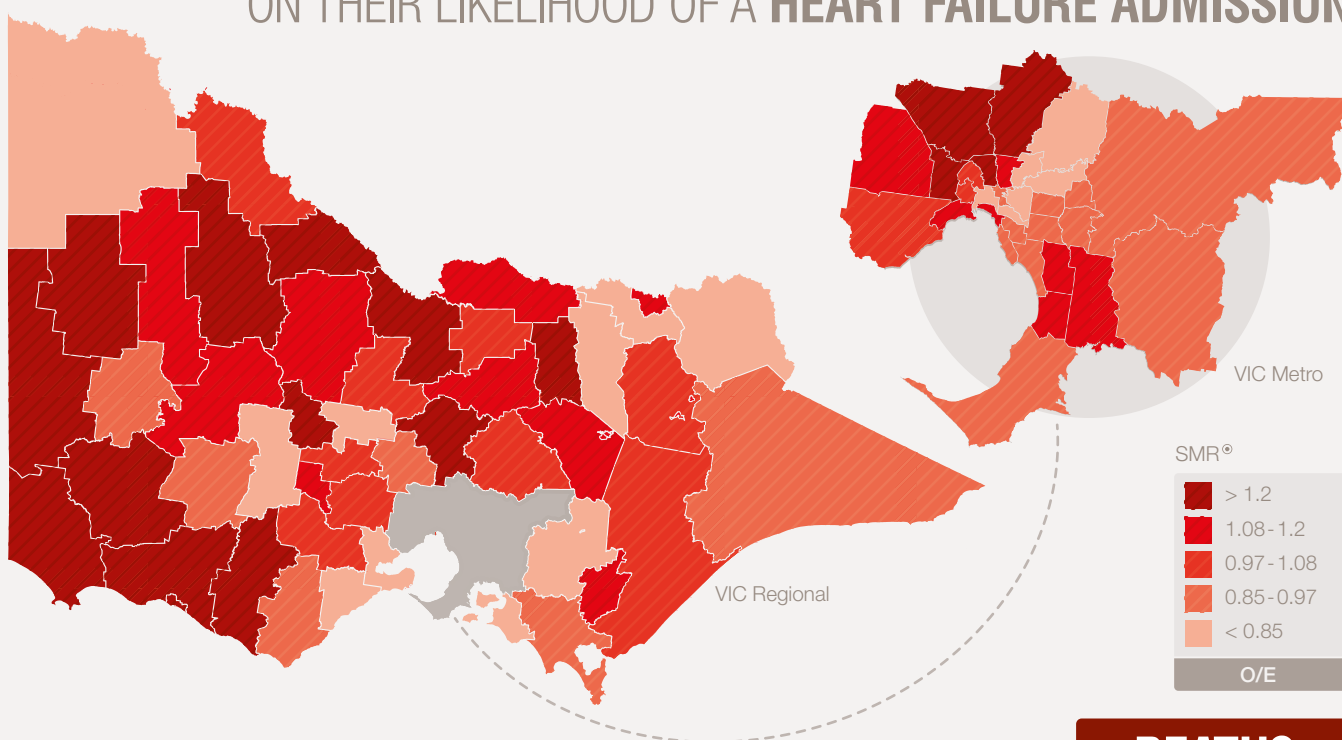 ON THEIR LIKELIHOOD OF A HEART FAILURE ADMISSION
VIC Metro
SMR®
> 1.2
1.08-1.2
0.97-1.08
0.85-0.97
< 0.85
O/E
VIC Regional
DEATHS